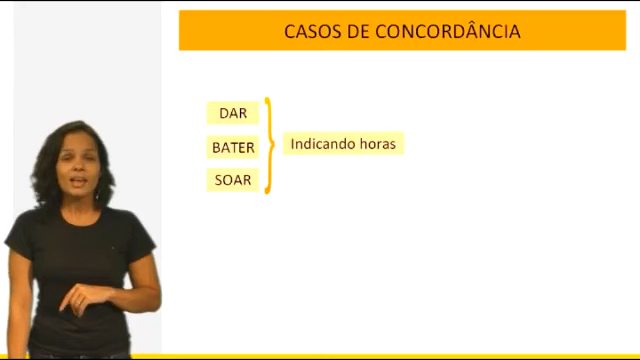 CASOS DE CONCORDÂNCIA
DAR
BATER
SOAR
Indicando horas